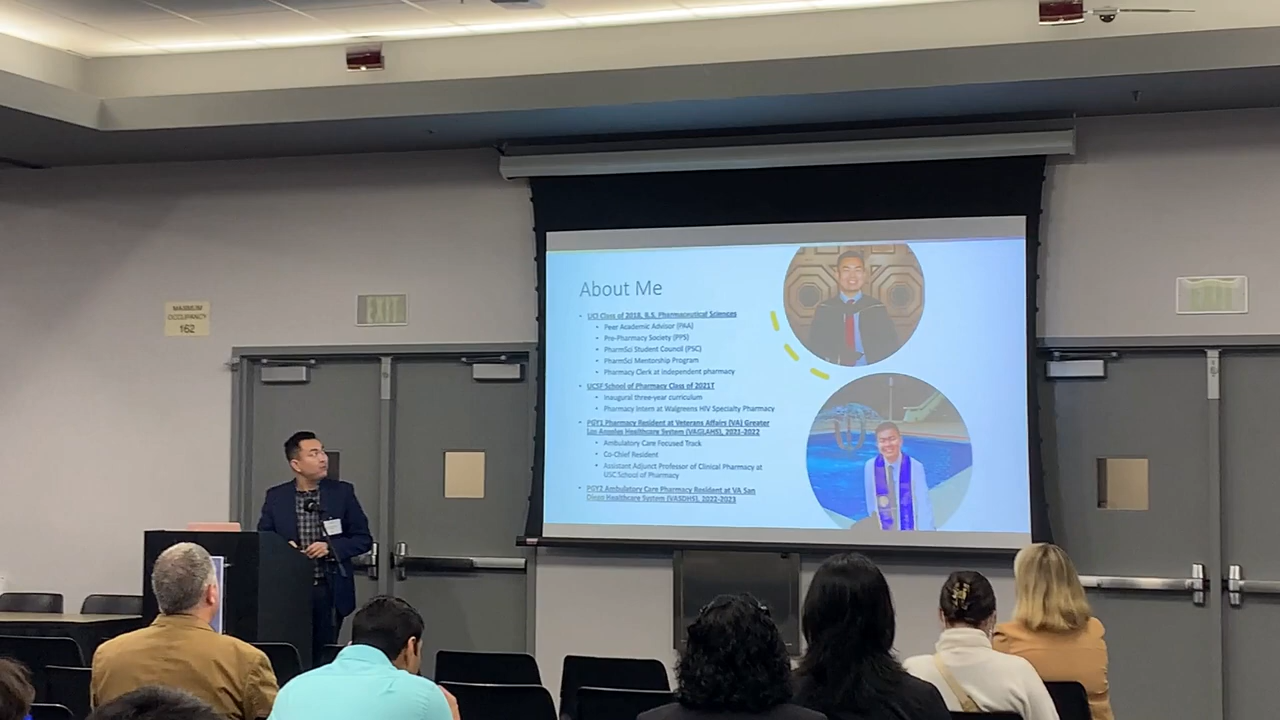 MAXIMUM
OCCUPANCY
162
About Me
UCI Class of 2018, B.S. Pharmaceutical Sciences
Peer Academic Advisor (PAA)
Pre-Pharmacy Society (PPS)
PharmSci Student Council (PSC)
PharmSci Mentorship Program
Pharmacy Clerk at independent pharmacy
UCSF School of Pharmacy Class of 2021T
Inaugural three-year curriculum
Pharmacy Intern at Walgreens HIV Specialty Pharmacy
PGY1 Pharmacy Resident at Veterans Affairs (VA) Greater
Los Angeles Healthcare System (VAGLAHS), 2021-2022
Ambulatory Care Focused Track
Co-Chief Resident
Assistant Adjunct Professor of Clinical Pharmacy at
USC School of Pharmacy
PGY2 Ambulatory Care Pharmacy Resident at VA San
Diego Healthcare System (VASDHS), 2022-2023